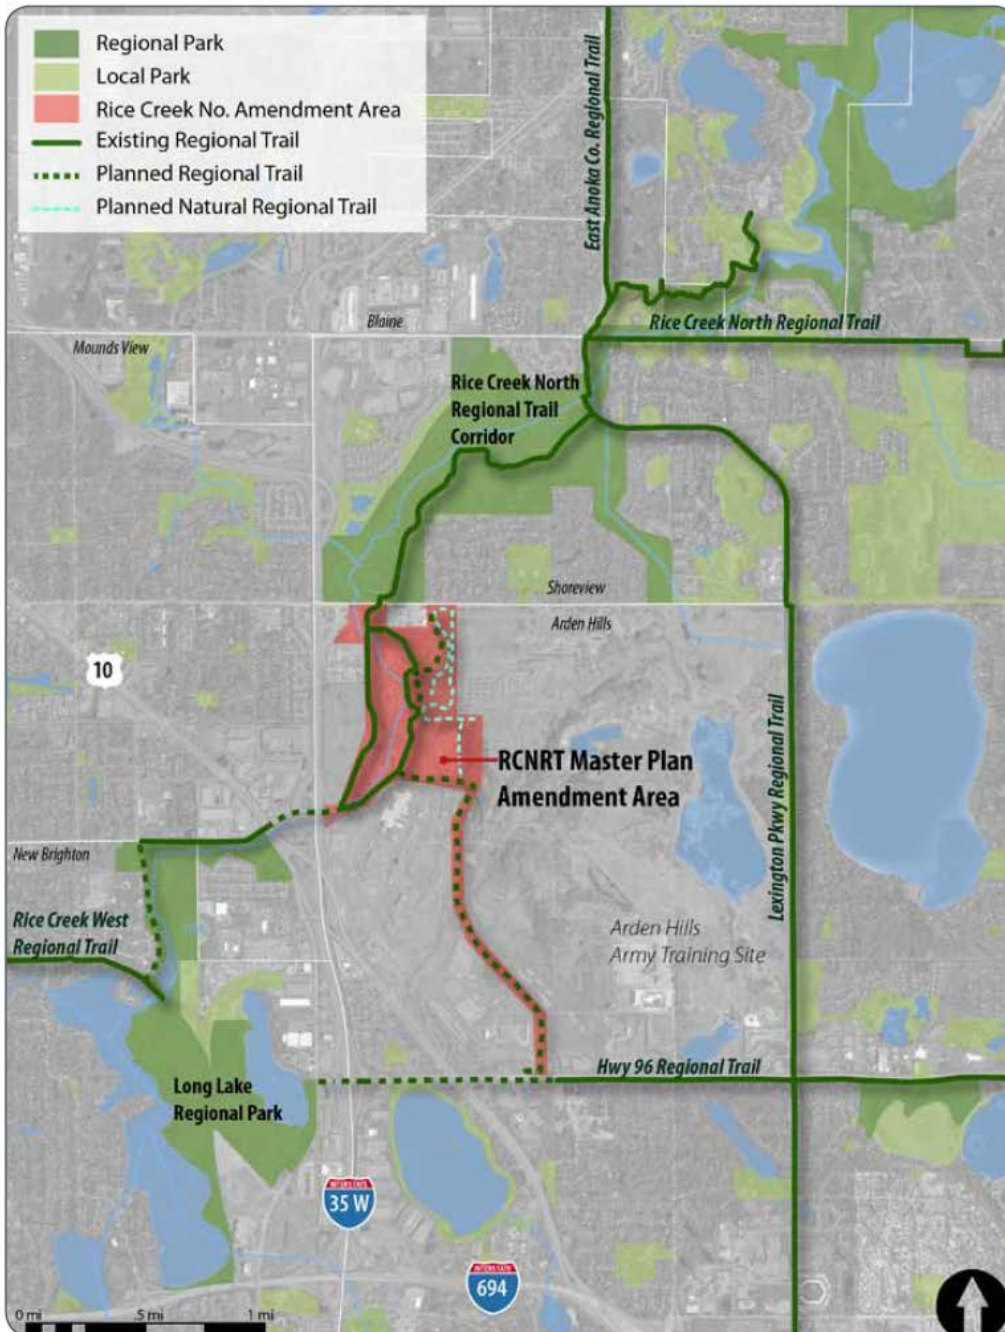 Regional Park
Local Park
Rice Creek No. Amendment Area
Existing Regional Trail
Planned Regional Trail
Planned Natural Regional Trail
East Anoka Co. Regional Trail
Blaine
Rice Creek North Regional Trail
Mounds View
Rice Creek North
Regional Trail
Corridor
Shoreview
Arden Hills
10
Lexington Pkwy Regional Trail
RCNRT Master Plan
Amendment Area
New Brighton
Rice Creek West
Regional Trail
Arden Hills
Army Training Site
Hwy 96 Regional Trail
Long Lake
Regional Park
INTERSTATE
35 W
INTERSTATE
694
0 mi .5 mi 1 mi